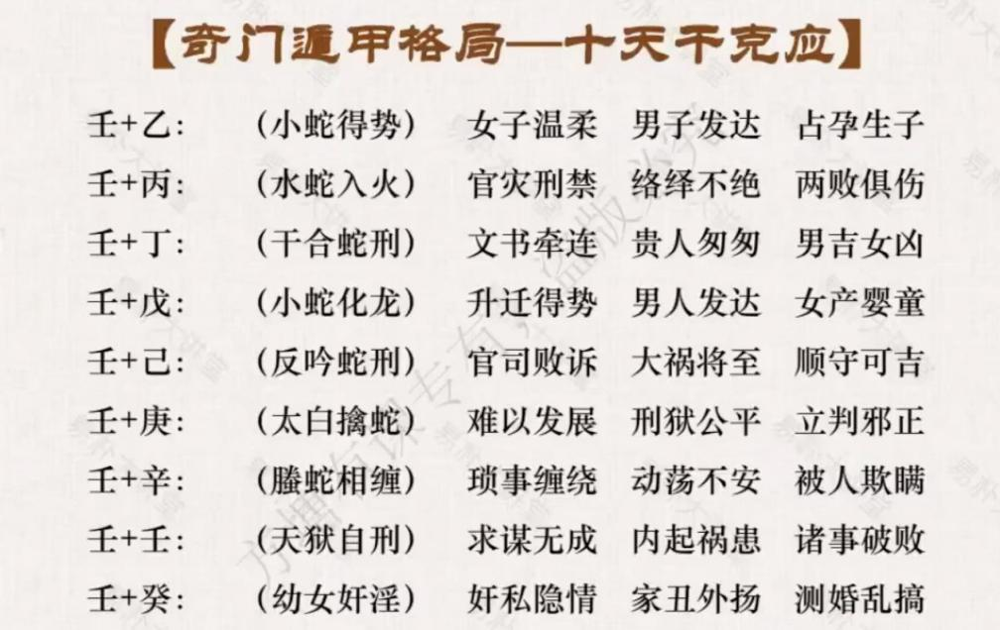 【奇门遁甲格局—十天干克应】
壬+乙: (小蛇得势) 女子温柔 男子发达 占孕生子
壬+丙: (水蛇入火) 官灾刑禁 络绎不绝 两败俱伤
壬+丁: (干合蛇刑) 文书牵连 贵人匆匆 男吉女凶
壬+戊: (小蛇化龙) 升迁得势 男人发达 女产婴童
壬+己: (反吟蛇刑) 官司败诉 大祸将至 顺守可吉
壬+庚: (太白擒蛇) 难以发展 刑狱公平 立判邪正
壬+辛: (螣蛇相缠) 琐事缠绕 动荡不安 被人欺瞒
壬+壬: (天狱自刑) 求谋无成 内起祸患 诸事破败
壬+癸: (幼女奸淫) 奸私隐情 家丑外扬 测婚乱搞